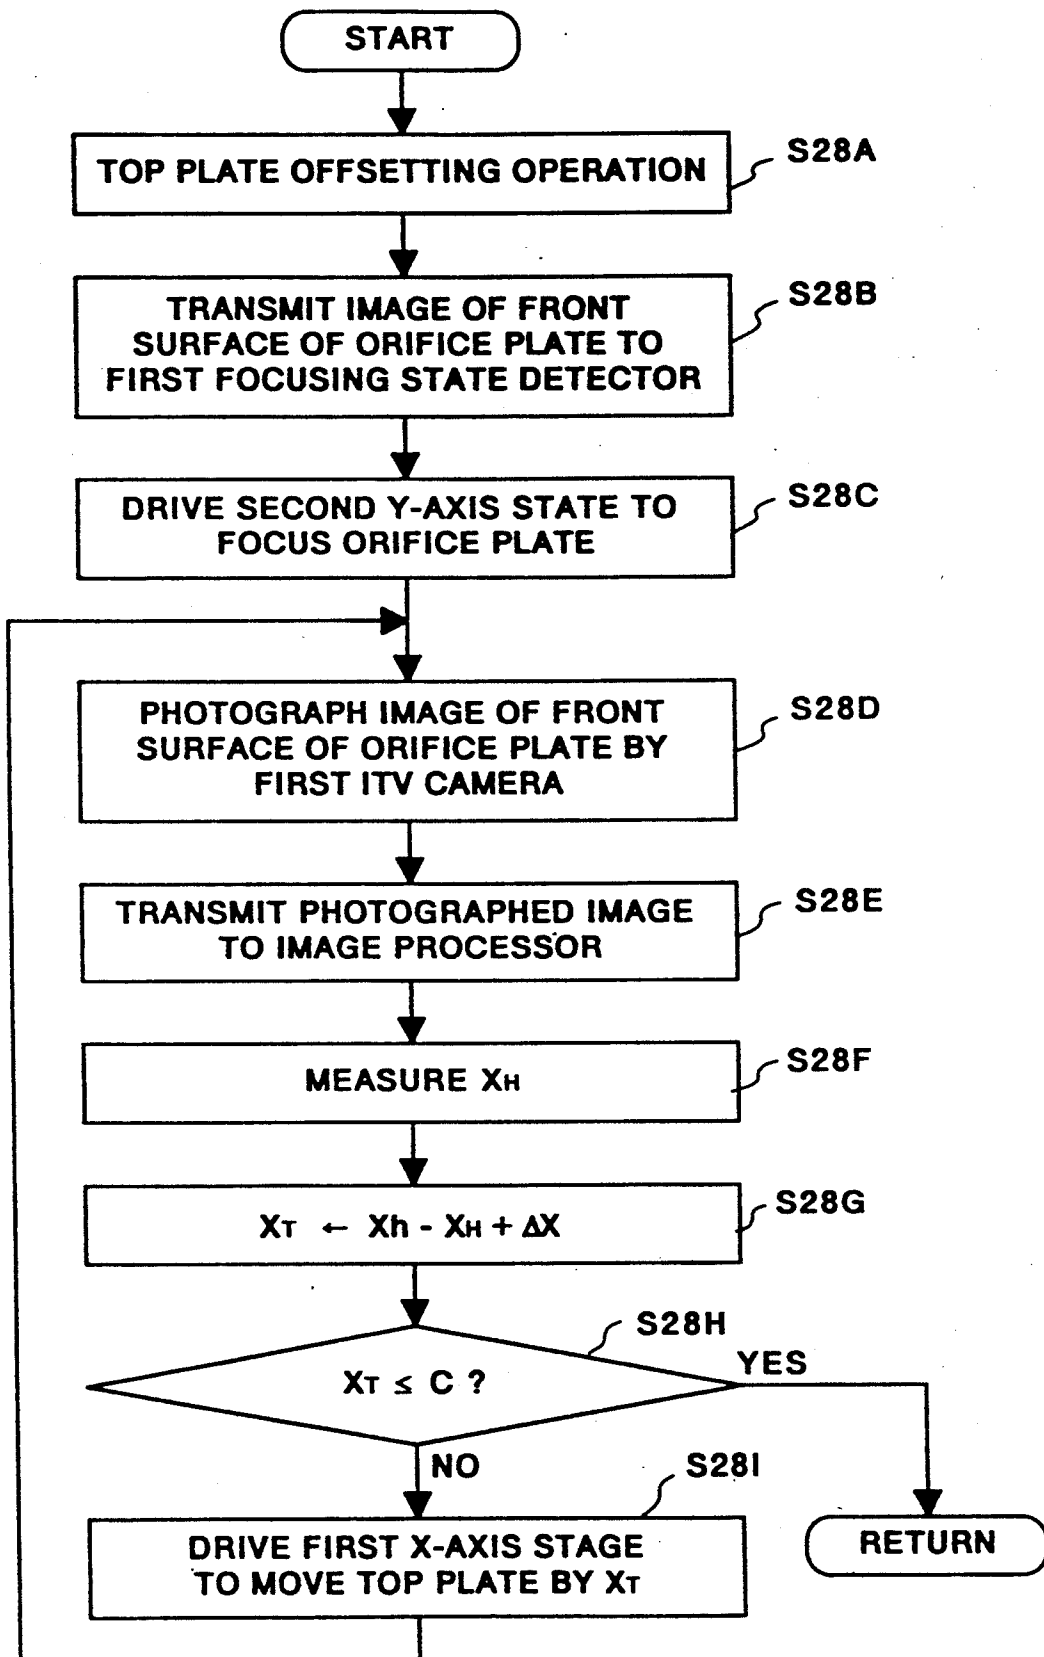 START
TOP PLATE OFFSETTING OPERATION
S28A
TRANSMIT IMAGE OF FRONT
SURFACE OF ORIFICE PLATE TO
FIRST FOCUSING STATE DETECTOR
S28B
DRIVE SECOND Y-AXIS STATE TO
FOCUS ORIFICE PLATE
S28C
PHOTOGRAPH IMAGE OF FRONT
SURFACE OF ORIFICE PLATE BY
FIRST ITV CAMERA
S28D
TRANSMIT PHOTOGRAPHED IMAGE
TO IMAGE PROCESSOR
S28E
MEASURE XH
S28F
XT ← Xh - XH + ΔX
S28G
XT ≤ C ?
S28H
YES
NO
S28I
DRIVE FIRST X-AXIS STAGE
TO MOVE TOP PLATE BY XT
RETURN